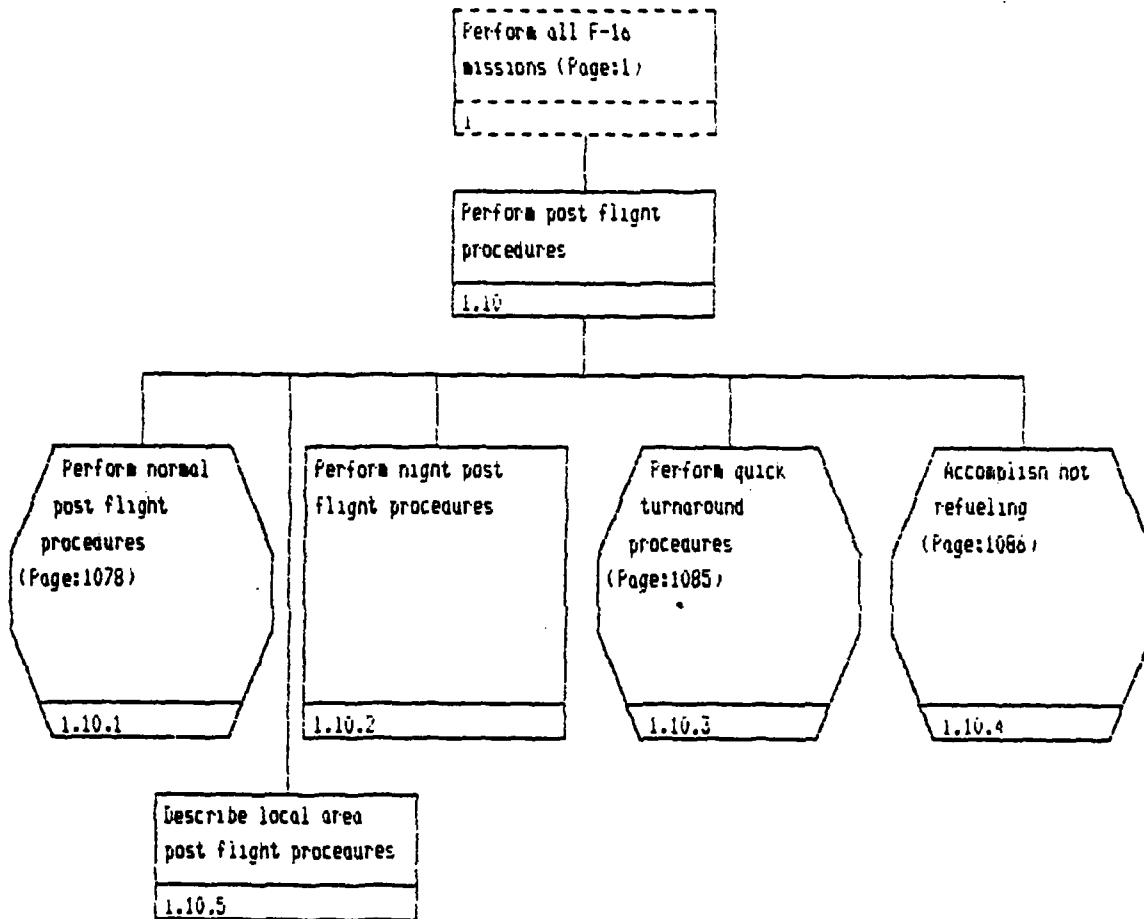 Perform all F-16
missions (Page:1)
1
Perform post flight
procedures
1.10
Perform normal
post flight
procedures
(Page:1078)
1.10.1
Perform night post
flight procedures
1.10.2
Perform quick
turnaround
procedures
(Page:1085)
1.10.3
Accomplish hot
refueling
(Page:1086)
1.10.4
Describe local area
post flight procedures
1.10.5